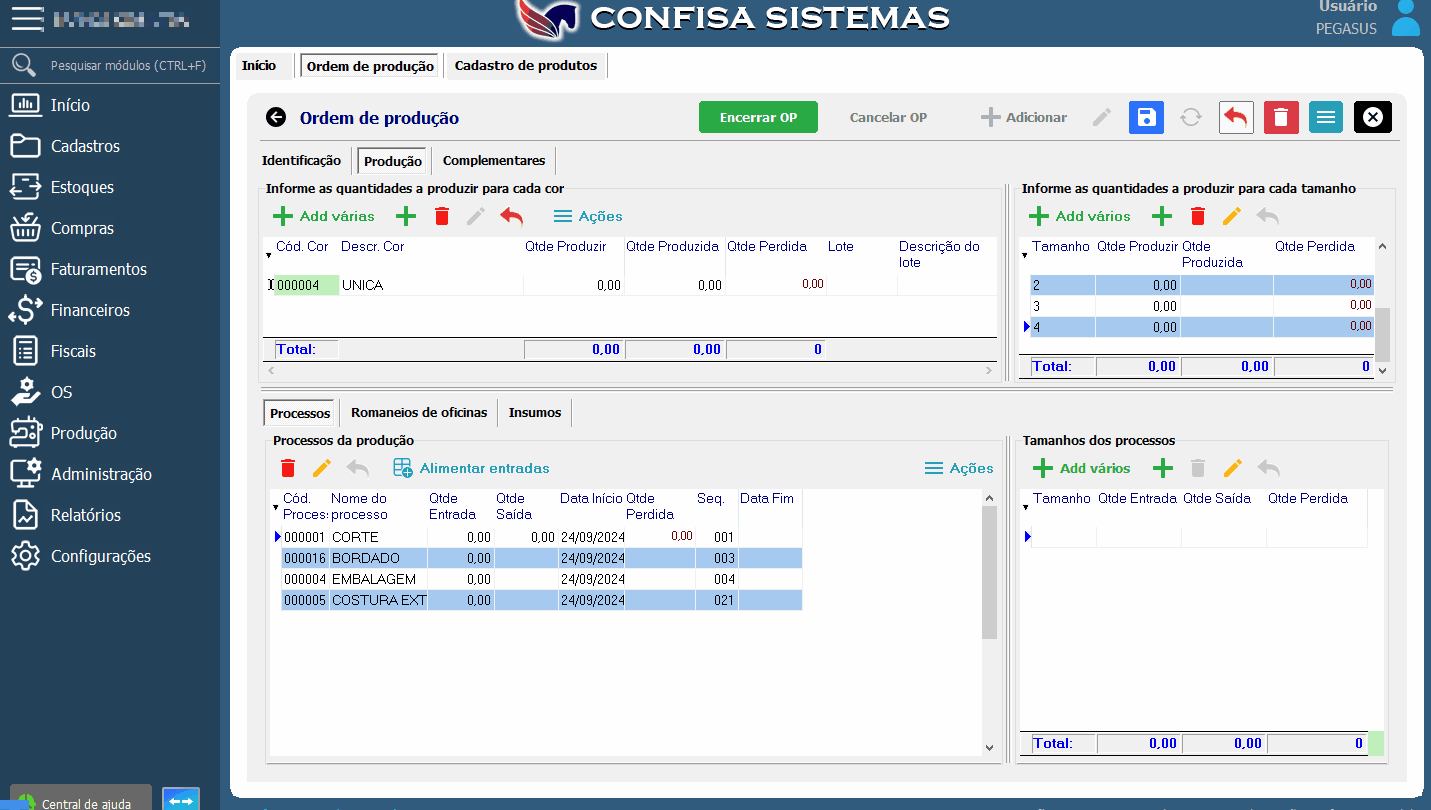 CONFISA SISTEMAS
Usuário
PEGASUS
Pesquisar módulos (CTRL+F)
Início
Cadastros
Estoques
Compras
Faturamentos
Financeiros
Fiscais
OS
Produção
Administração
Relatórios
Configurações
Central de ajuda
Início Ordem de produção Cadastro de produtos
Ordem de produção Encerrar OP Cancelar OP Adicionar
Identificação Produção Complementares
Informe as quantidades a produzir para cada cor
Add várias Ações
Cód. Cor Descr. Cor Qtde Produzir Qtde Produzida Qtde Perdida Lote Descrição do
lote
000004 UNICA 0,00 0,00 0,00
Total: 0,00 0,00 0
Informe as quantidades a produzir para cada tamanho
Add vários
Tamanho Qtde Produzir Qtde Qtde Perdida
Produzida
2 0,00 0,00
3 0,00 0,00
4 0,00 0,00
Total: 0,00 0,00 0
Processos Romaneios de oficinas Insumos
Processos da produção
Alimentar entradas Ações
Cód. Nome do Qtde Qtde Data Início Qtde Seq. Data Fim
Proces: processo Entrada Saída Perdida
000001 CORTE 0,00 0,00 24/09/2024 0,00 001
000016 BORDADO 0,00 24/09/2024 003
000004 EMBALAGEM 0,00 24/09/2024 004
000005 COSTURA EXT 0,00 24/09/2024 021
Tamanhos dos processos
Add vários
Tamanho Qtde Entrada Qtde Saída Qtde Perdida
Total: 0,00 0,00 0